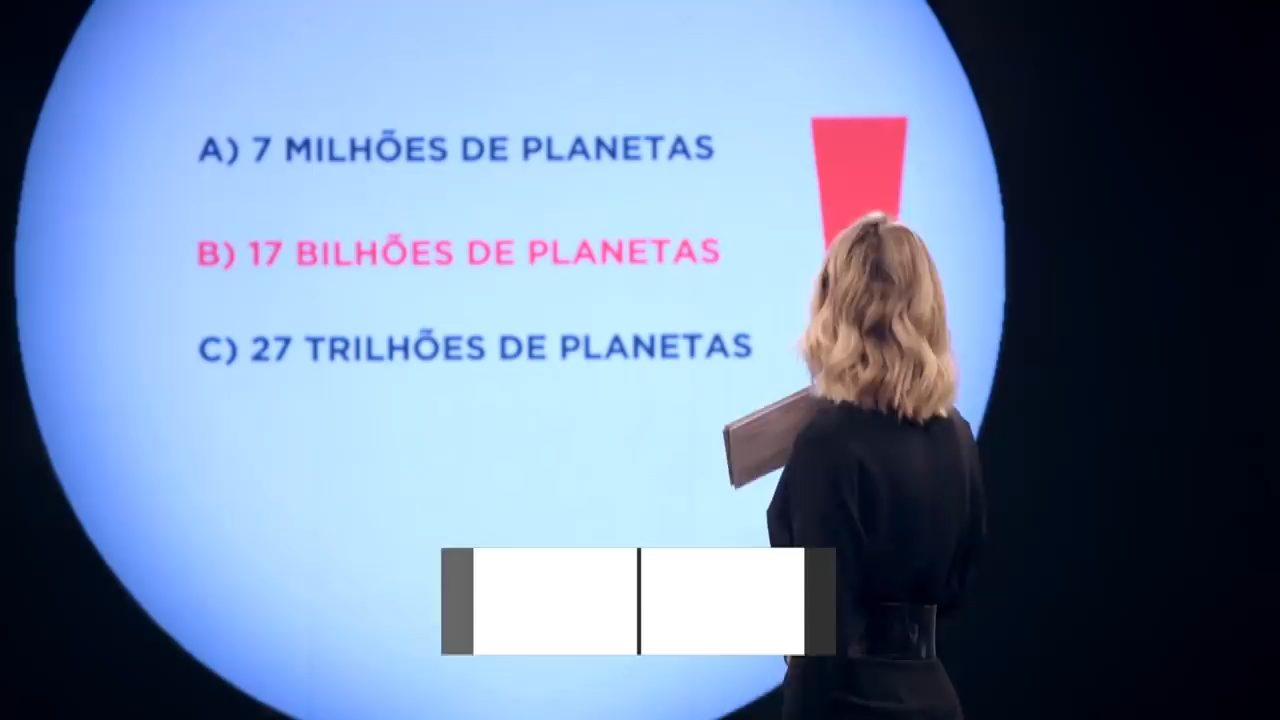 A) 7 MILHÕES DE PLANETAS
B) 17 BILHÕES DE PLANETAS
C) 27 TRILHÕES DE PLANETAS